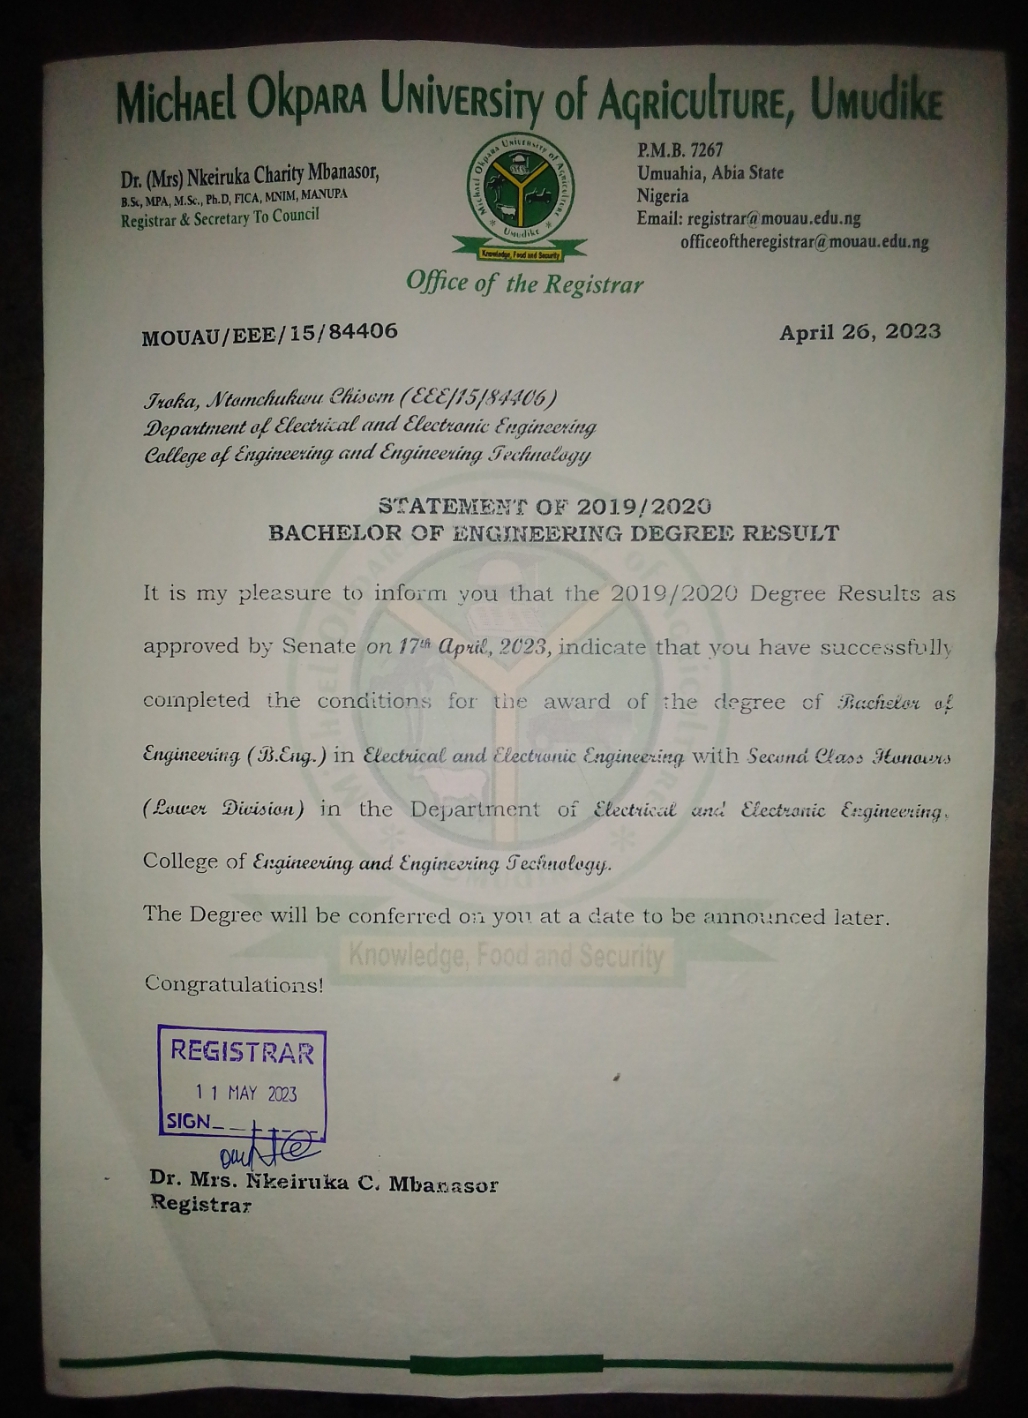 Michael Okpara University of Agriculture, Umudike
Dr. (Mrs) Nkeiruka Charity Mbanasor,
B.Sc, MPA, M.Sc., Ph.D, FICA, MNIM, MANUPA
Registrar & Secretary To Council
Michael Okpara University of Agriculture
* Umudike *
Knowledge, Food and Security
P.M.B. 7267
Umuahia, Abia State
Nigeria
Email: registrar@mouau.edu.ng
officeoftheregistrar@mouau.edu.ng
Office of the Registrar
MOUAU/EEE/15/84406
April 26, 2023
Iroka, Ntomchukwu Chisom (EEE/15/84406)
Department of Electrical and Electronic Engineering
College of Engineering and Engineering Technology
STATEMENT OF 2019/2020
BACHELOR OF ENGINEERING DEGREE RESULT
It is my pleasure to inform you that the 2019/2020 Degree Results as
approved by Senate on 17th April, 2023, indicate that you have successfully
completed the conditions for the award of the degree of Bachelor of
Engineering (B.Eng.) in Electrical and Electronic Engineering with Second Class Honours
(Lower Division) in the Department of Electrical and Electronic Engineering,
College of Engineering and Engineering Technology.
The Degree will be conferred on you at a date to be announced later.
Knowledge, Food and Security
Congratulations!
REGISTRAR
11 MAY 2023
SIGN
Dr. Mrs. Nkeiruka C. Mbanasor
Registrar